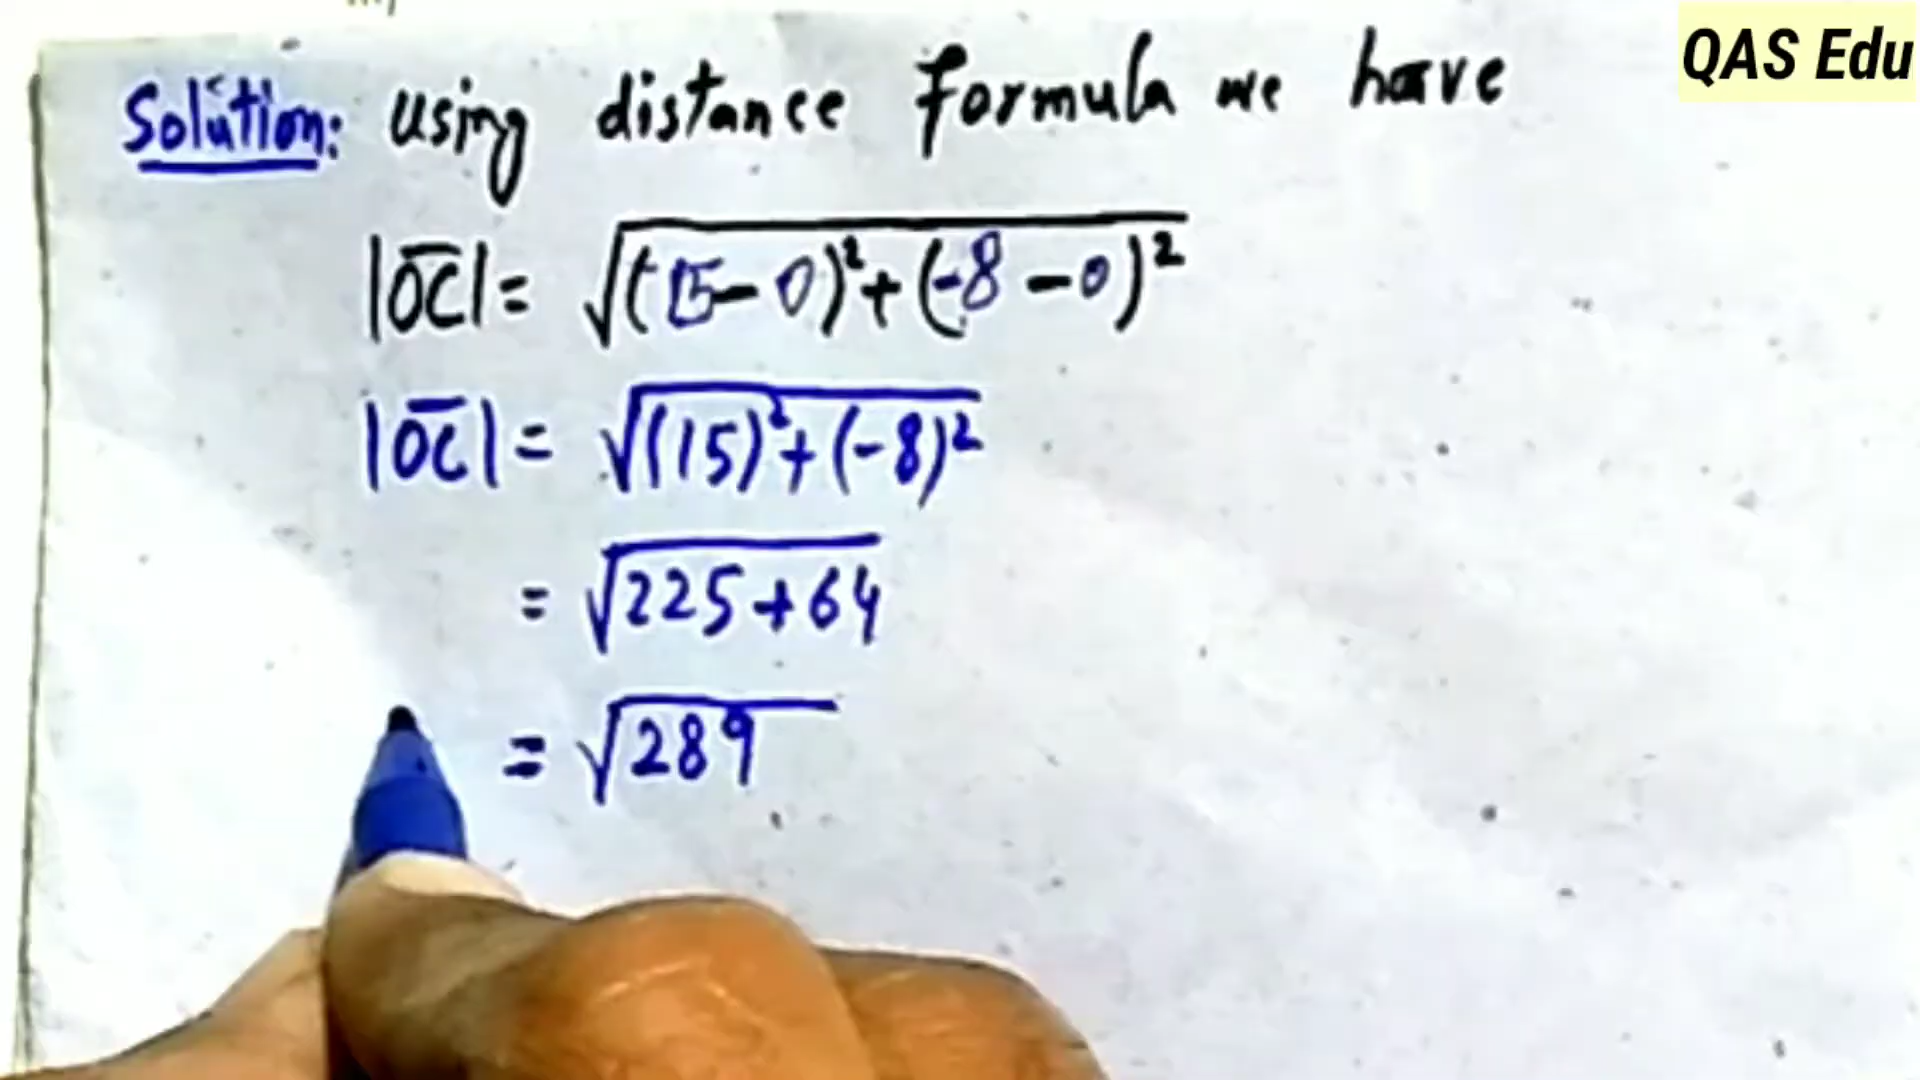 QAS Edu
Solution: using distance formula we have
|OC̅| = √((15 - 0)² + (-8 - 0)²)
|OC̅| = √((15)² + (-8)²)
= √(225 + 64)
= √289